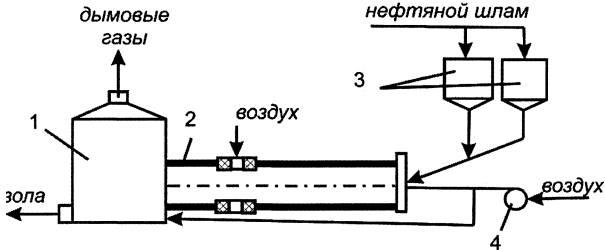 дымовые
газы
нефтяной шлам
3
1
2
воздух
зола
4
воздух